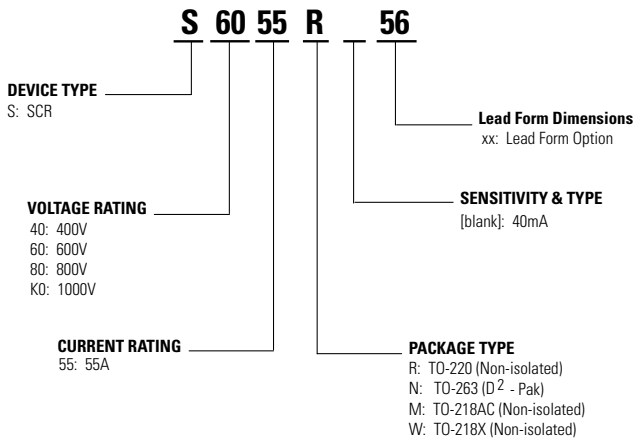 S 60 55 R _ 56
DEVICE TYPE
S: SCR
Lead Form Dimensions
xx: Lead Form Option
VOLTAGE RATING
40: 400V
60: 600V
80: 800V
K0: 1000V
SENSITIVITY & TYPE
[blank]: 40mA
CURRENT RATING
55: 55A
PACKAGE TYPE
R: TO-220 (Non-isolated)
N: TO-263 (D² - Pak)
M: TO-218AC (Non-isolated)
W: TO-218X (Non-isolated)